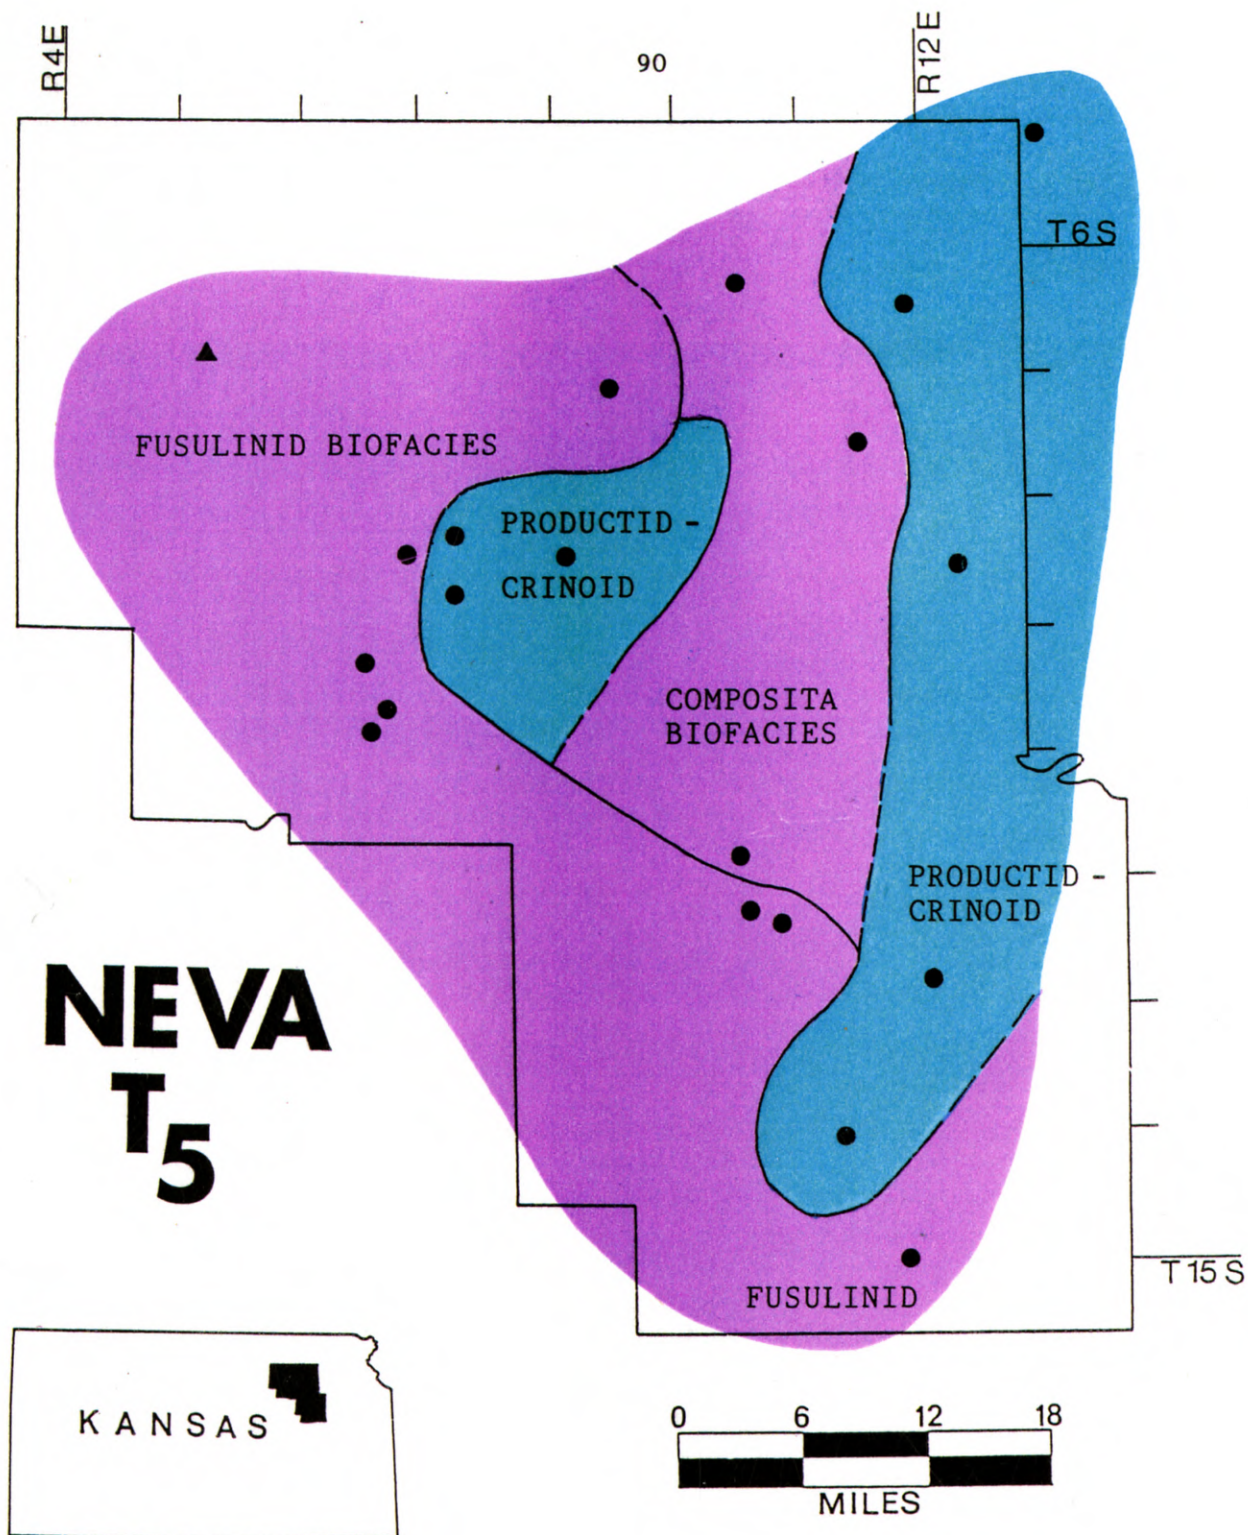 R4E
90
R12E
T6S
FUSULINID BIOFACIES
PRODUCTID -
CRINOID
COMPOSITA
BIOFACIES
PRODUCTID -
CRINOID
NEVA
T5
T15S
FUSULINID
KANSAS
0 6 12 18
MILES